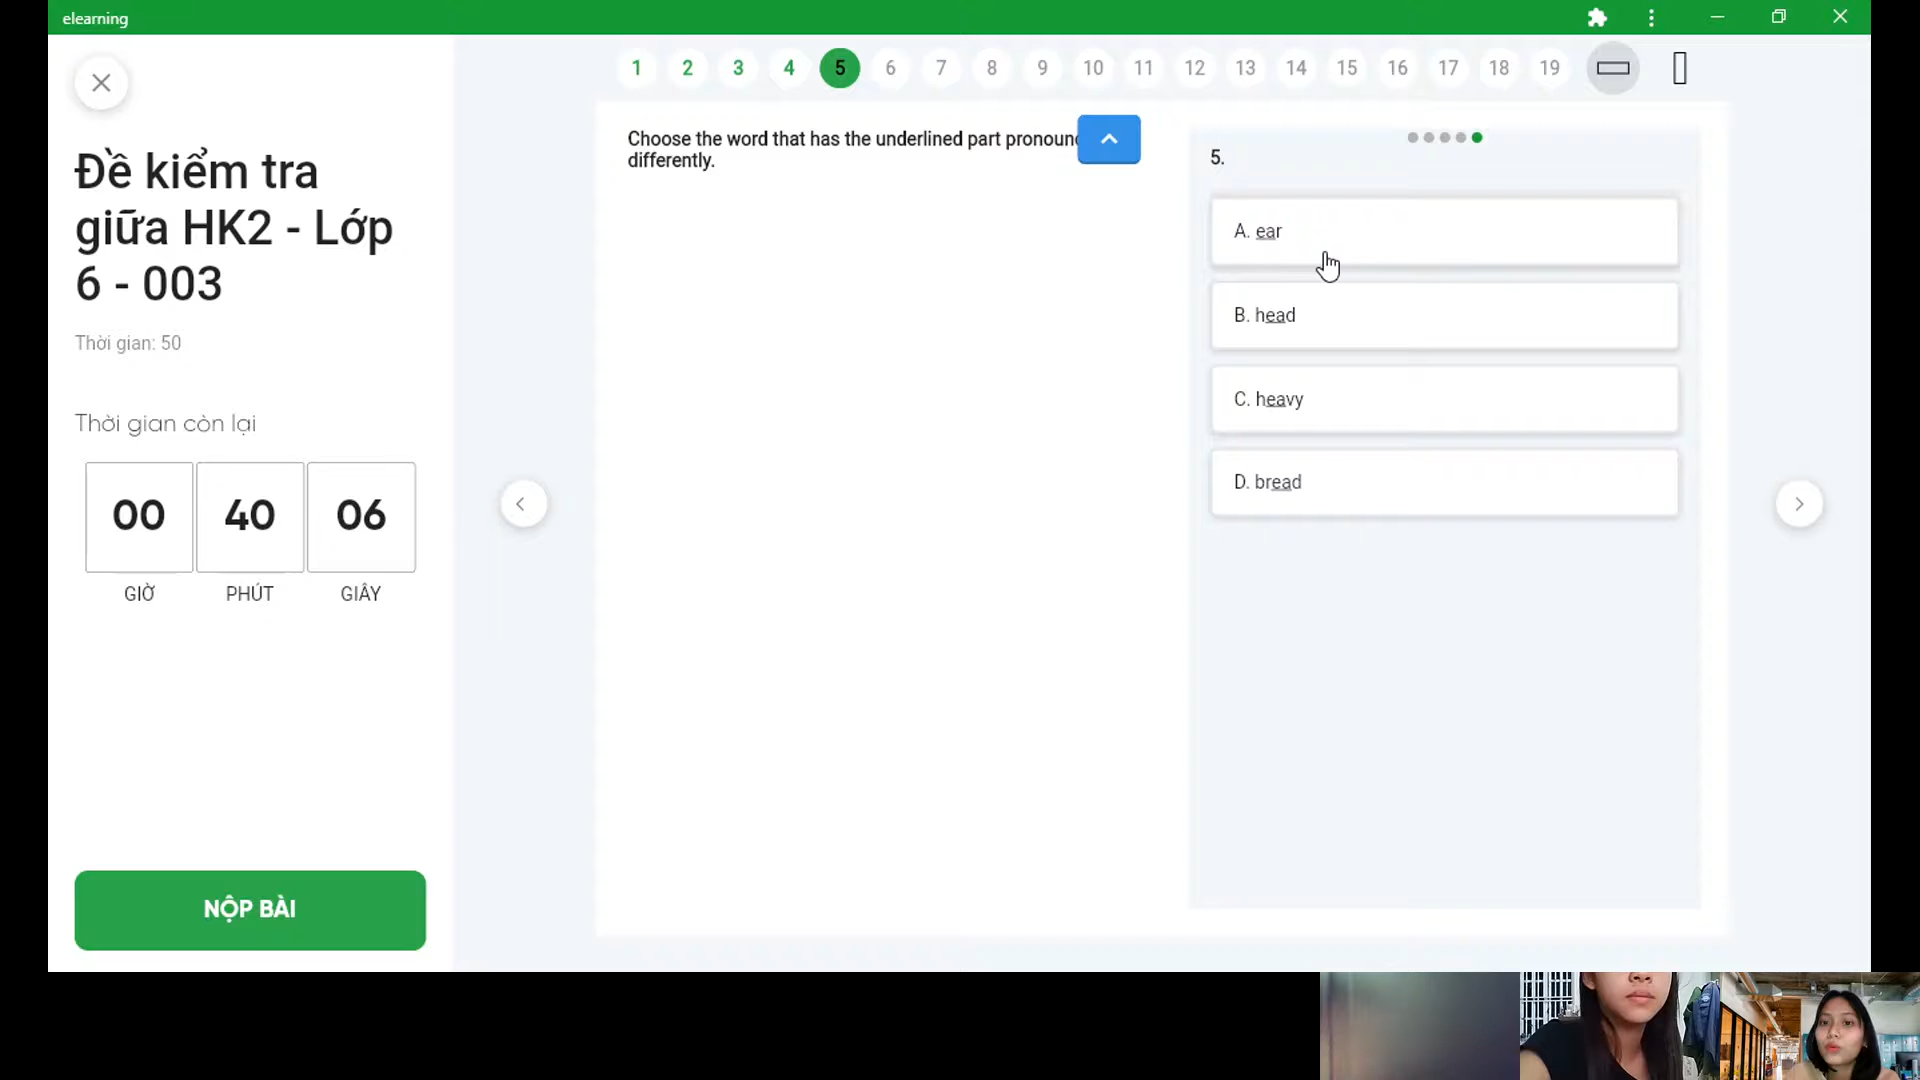 elearning
1 2 3 4 5 6 7 8 9 10 11 12 13 14 15 16 17 18 19
Đề kiểm tra
giữa HK2 - Lớp
6 - 003
Thời gian: 50
Thời gian còn lại
00 40 06
GIỜ PHÚT GIÂY
NỘP BÀI
Choose the word that has the underlined part pronoun
differently.
5.
A. ear
B. head
C. heavy
D. bread